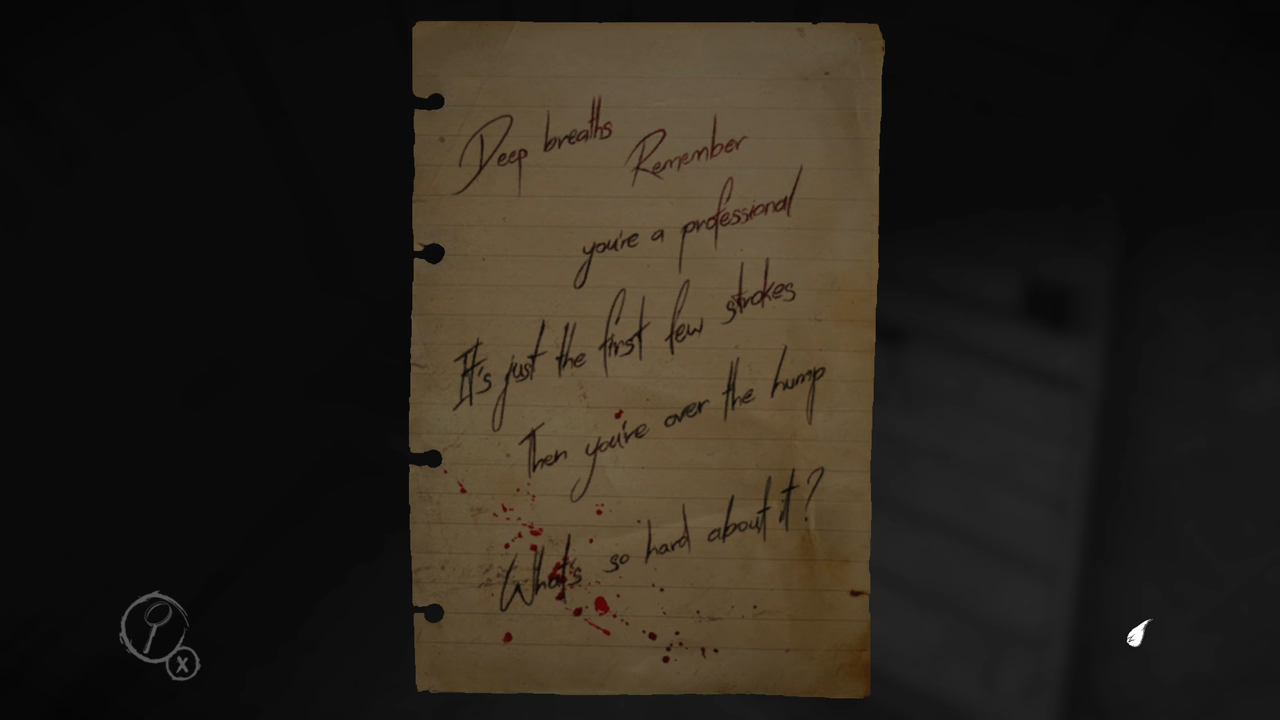 Deep breaths Remember
you're a professional
It's just the first few strokes
Then you're over the hump
What's so hard about it?
X